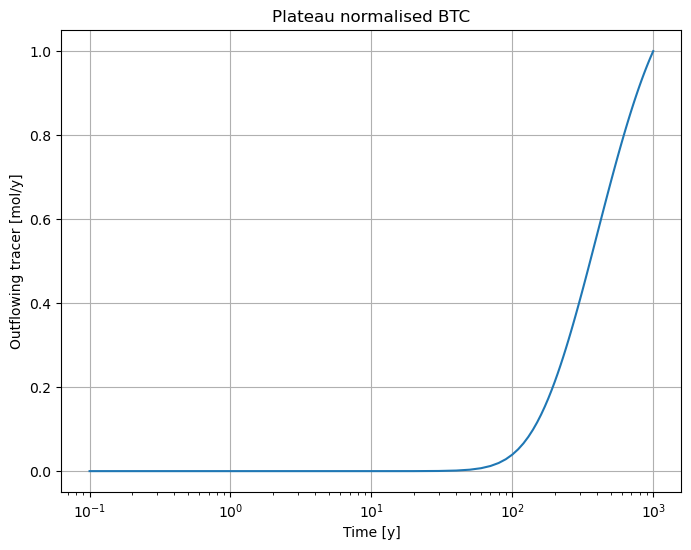 Plateau normalised BTC
Outflowing tracer [mol/y]
1.0
0.8
0.6
0.4
0.2
0.0
10⁻¹ 10⁰ 10¹ 10² 10³
Time [y]